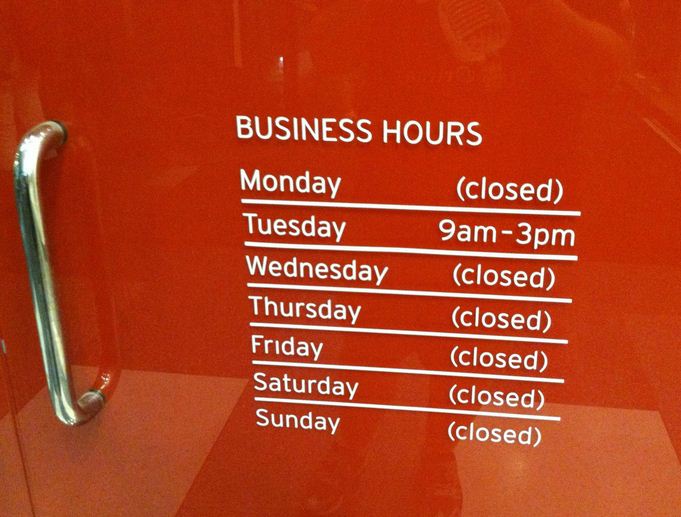 BUSINESS HOURS
Monday (closed)
Tuesday 9am-3pm
Wednesday (closed)
Thursday (closed)
Friday (closed)
Saturday (closed)
Sunday (closed)